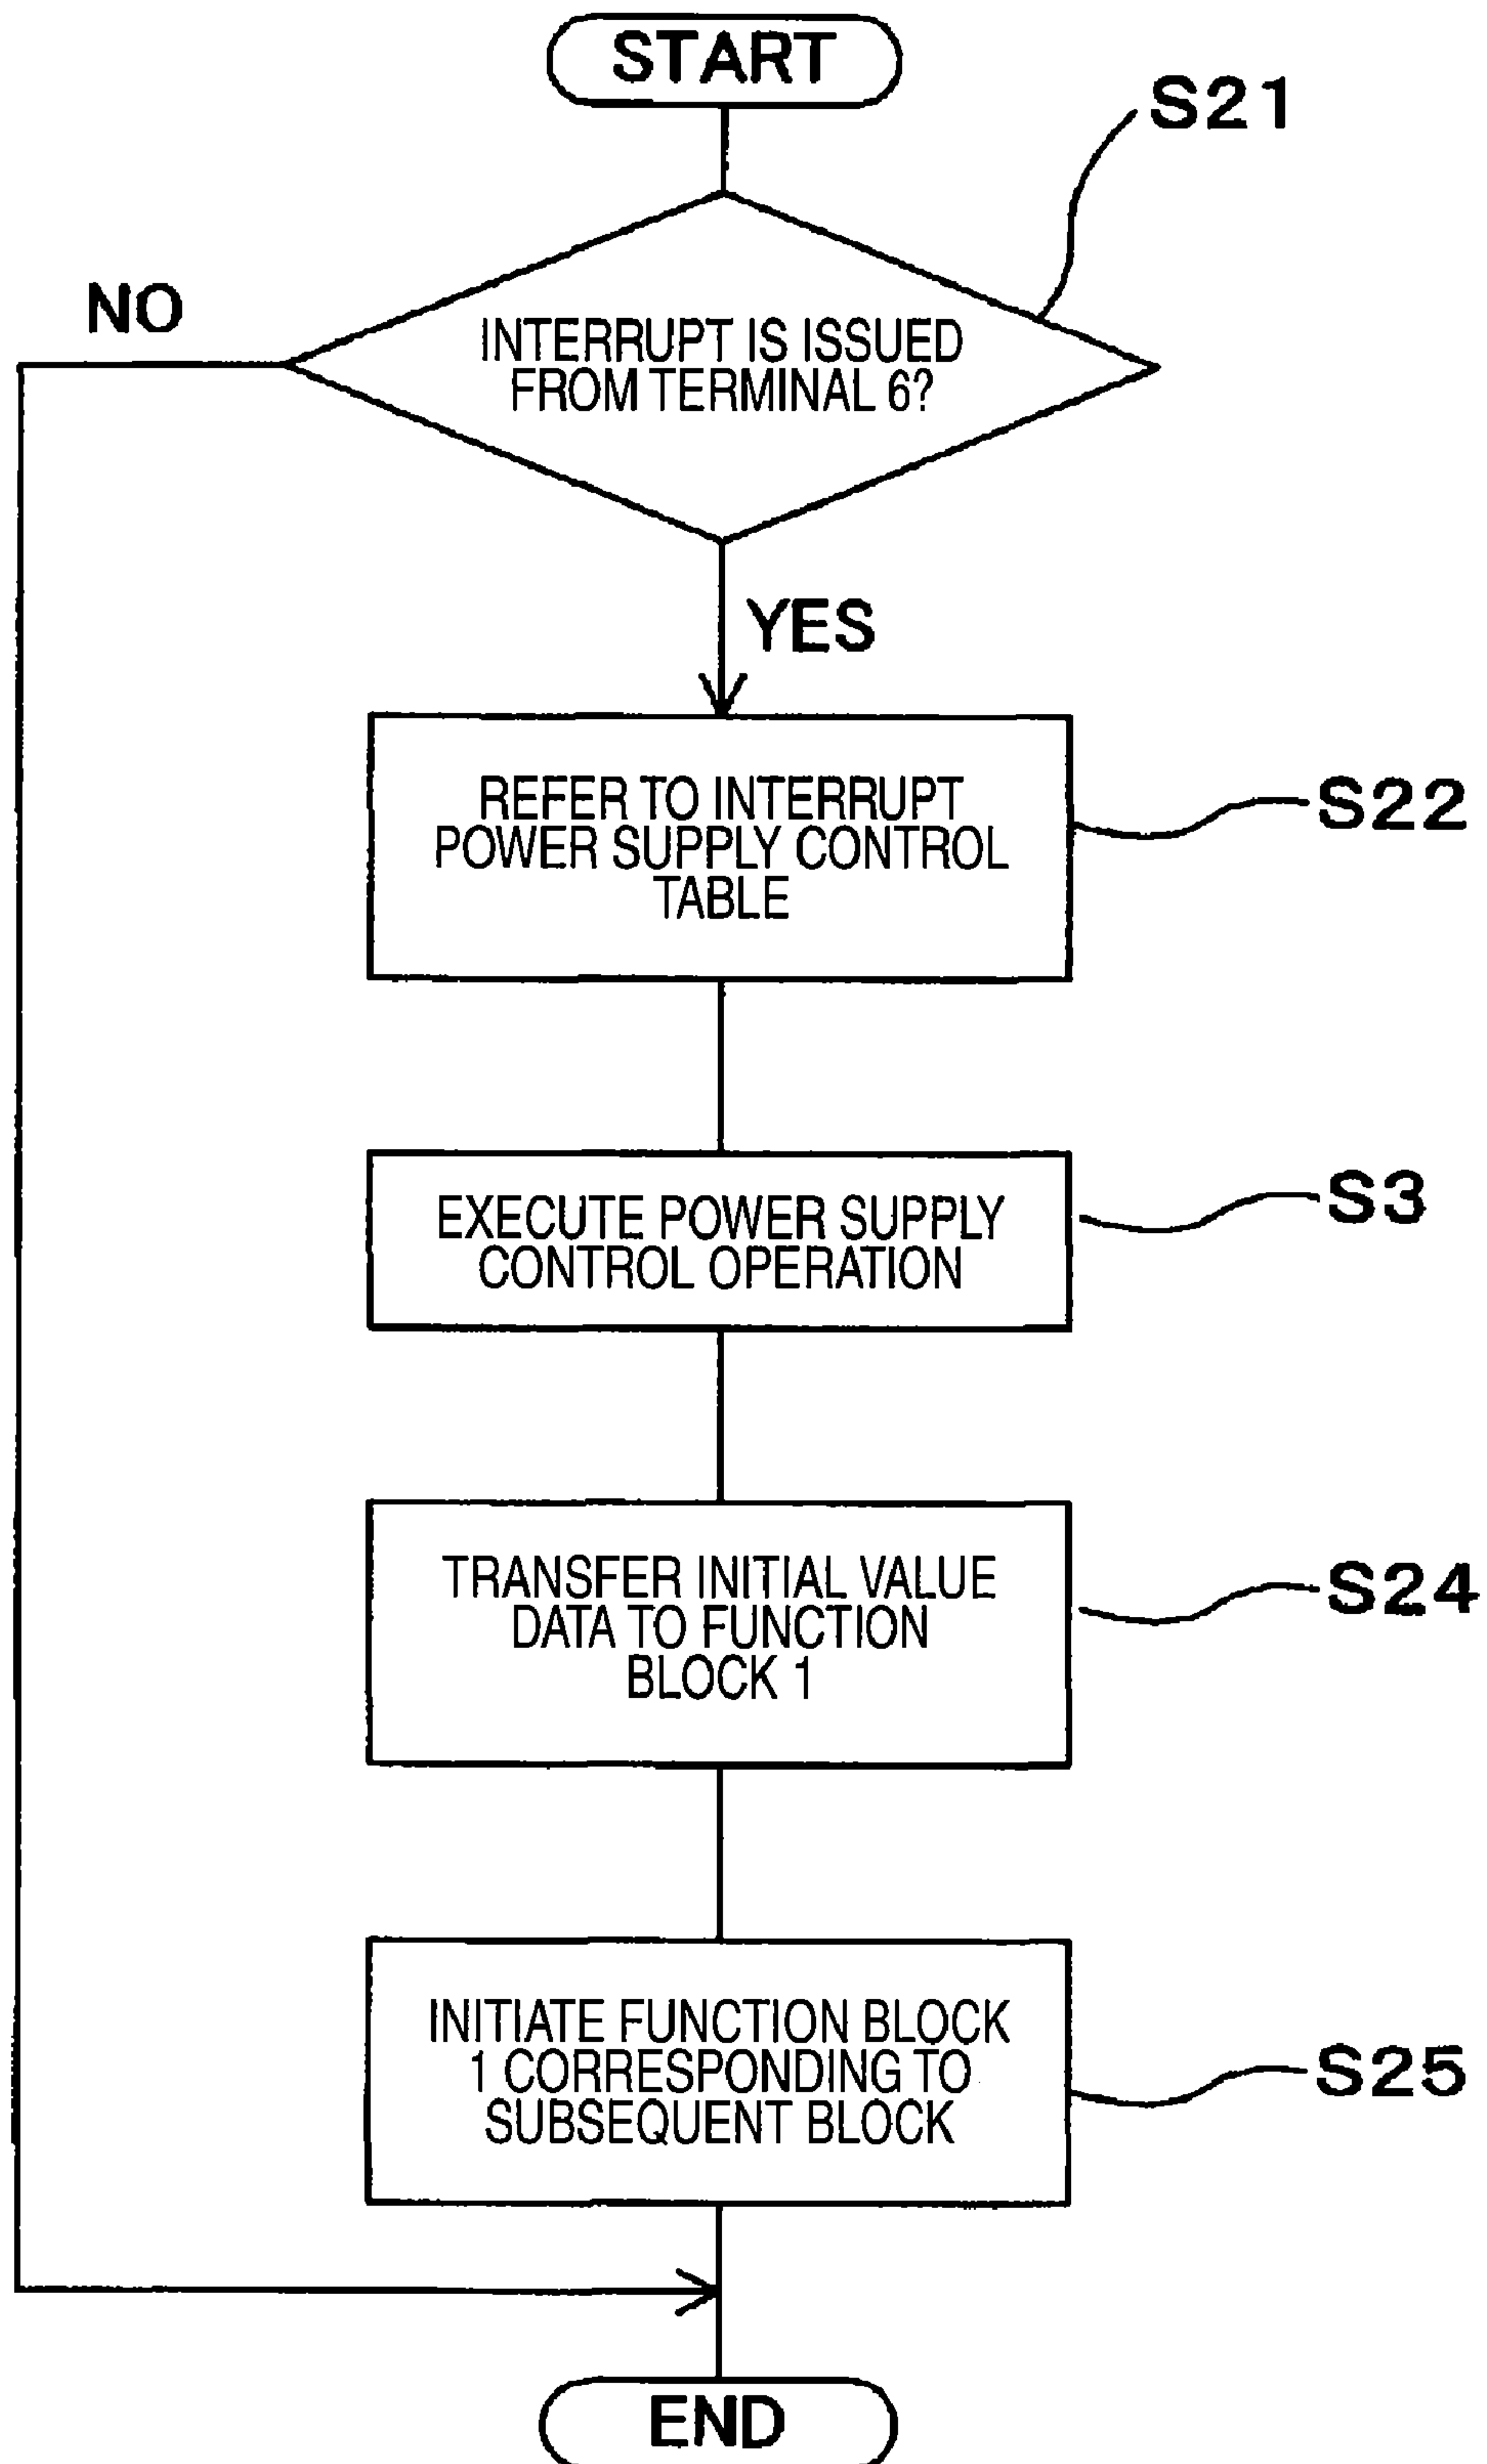 START
S21
NO
INTERRUPT IS ISSUED
FROM TERMINAL 6?
YES
REFER TO INTERRUPT
POWER SUPPLY CONTROL
TABLE
S22
EXECUTE POWER SUPPLY
CONTROL OPERATION
S3
TRANSFER INITIAL VALUE
DATA TO FUNCTION
BLOCK 1
S24
INITIATE FUNCTION BLOCK
1 CORRESPONDING TO
SUBSEQUENT BLOCK
S25
END